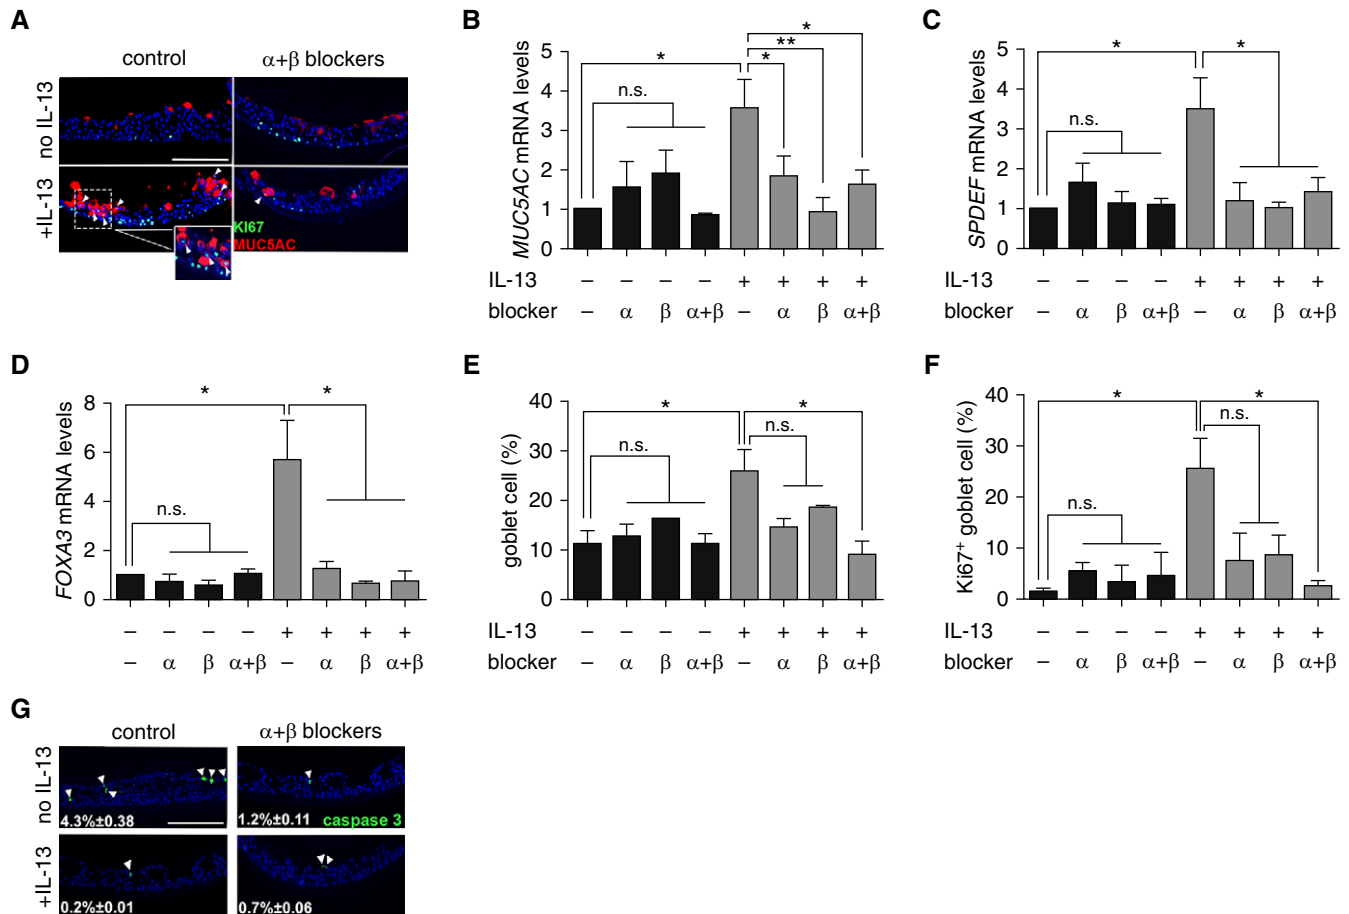 A
control
α+β blockers
no IL-13
+IL-13
KI67
MUC5AC
B
MUC5AC mRNA levels
5
4
3
2
1
0
n.s.
*
*
**
*
IL-13 – – – – + + + +
blocker – α β α+β – α β α+β
C
SPDEF mRNA levels
5
4
3
2
1
0
n.s.
*
*
IL-13 – – – – + + + +
blocker – α β α+β – α β α+β
D
FOXA3 mRNA levels
8
6
4
2
0
n.s.
*
*
– – – – + + + +
– α β α+β – α β α+β
E
goblet cell (%)
40
30
20
10
0
n.s.
*
n.s.
*
IL-13 – – – – + + + +
blocker – α β α+β – α β α+β
F
Ki67+ goblet cell (%)
40
30
20
10
0
n.s.
*
n.s.
*
IL-13 – – – – + + + +
blocker – α β α+β – α β α+β
G
control
α+β blockers
no IL-13
4.3%±0.38
1.2%±0.11 caspase 3
+IL-13
0.2%±0.01
0.7%±0.06